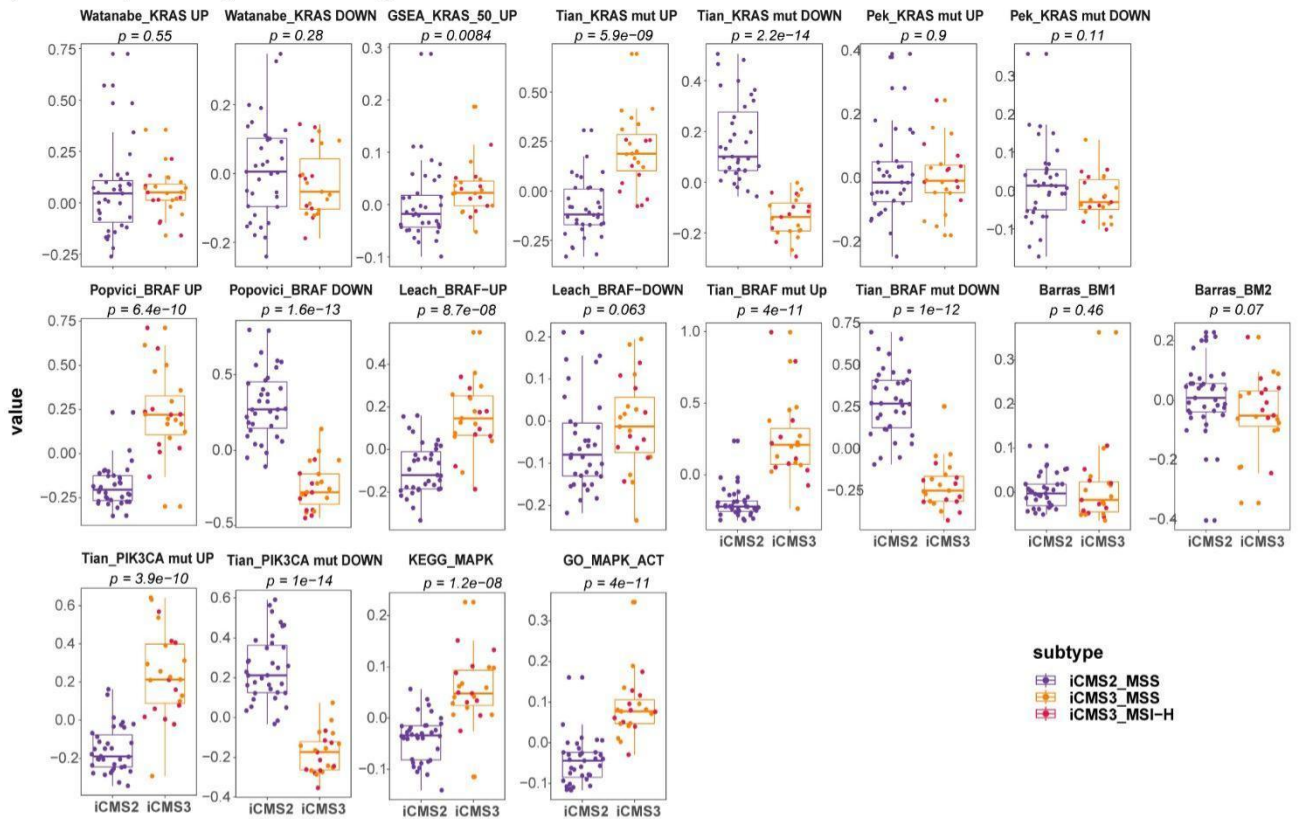 Watanabe_KRAS UP
p = 0.55
Watanabe_KRAS DOWN
p = 0.28
GSEA_KRAS_50_UP
p = 0.0084
Tian_KRAS mut UP
p = 5.9e−09
Tian_KRAS mut DOWN
p = 2.2e−14
Pek_KRAS mut UP
p = 0.9
Pek_KRAS mut DOWN
p = 0.11
0.75
0.50
0.25
0.00
−0.25
0.2
0.0
−0.2
0.3
0.2
0.1
0.0
−0.1
0.50
0.25
0.00
−0.25
0.4
0.2
0.0
−0.2
0.4
0.2
0.0
−0.2
0.3
0.2
0.1
0.0
−0.1
Popvici_BRAF UP
p = 6.4e−10
Popovici_BRAF DOWN
p = 1.6e−13
Leach_BRAF−UP
p = 8.7e−08
Leach_BRAF−DOWN
p = 0.063
Tian_BRAF mut Up
p = 4e−11
Tian_BRAF mut DOWN
p = 1e−12
Barras_BM1
p = 0.46
Barras_BM2
p = 0.07
value
0.75
0.50
0.25
0.00
−0.25
0.5
0.0
−0.5
0.4
0.2
0.0
−0.2
0.2
0.1
0.0
−0.1
−0.2
1.0
0.5
0.0
0.75
0.50
0.25
0.00
−0.25
0.3
0.2
0.1
0.0
0.2
0.0
−0.2
−0.4
iCMS2 iCMS3
iCMS2 iCMS3
iCMS2 iCMS3
iCMS2 iCMS3
Tian_PIK3CA mut UP
p = 3.9e−10
Tian_PIK3CA mut DOWN
p = 1e−14
KEGG_MAPK
p = 1.2e−08
GO_MAPK_ACT
p = 4e−11
0.6
0.4
0.2
0.0
−0.2
0.6
0.4
0.2
0.0
−0.2
−0.4
0.2
0.1
0.0
−0.1
0.3
0.2
0.1
0.0
−0.1
iCMS2 iCMS3
iCMS2 iCMS3
iCMS2 iCMS3
iCMS2 iCMS3
subtype
iCMS2_MSS
iCMS3_MSS
iCMS3_MSI−H